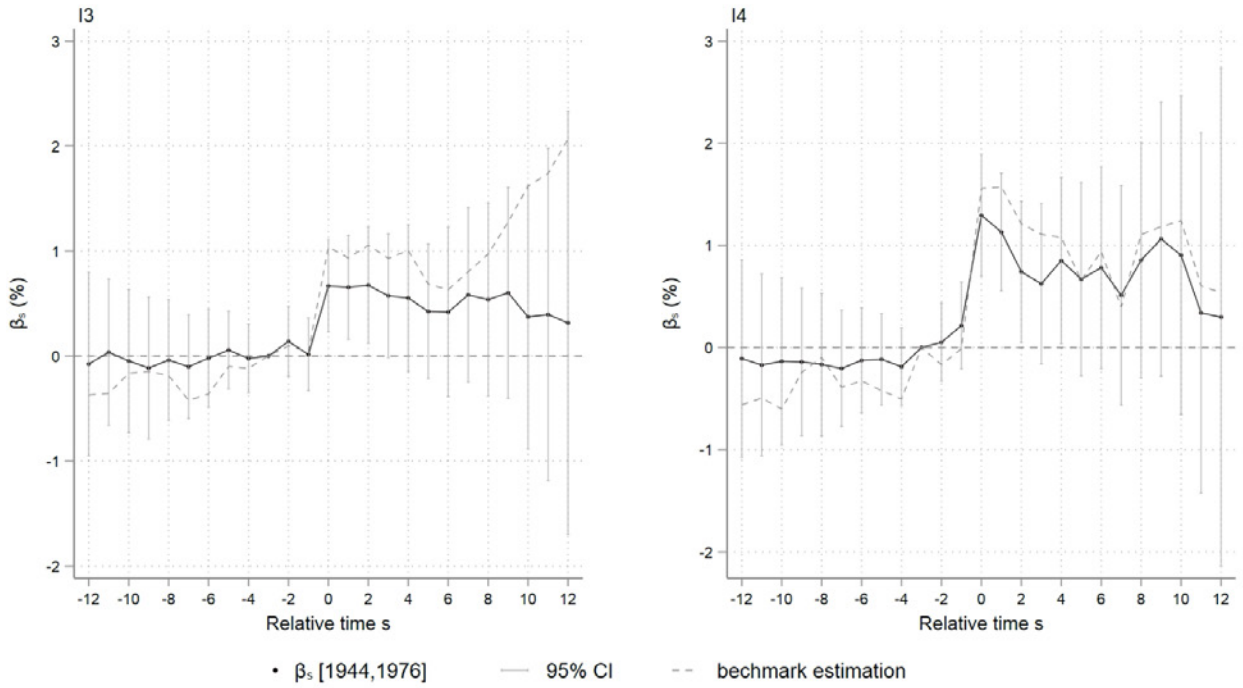 I3
3
2
1
0
-1
-2
βs (%)
-12 -10 -8 -6 -4 -2 0 2 4 6 8 10 12
Relative time s
I4
3
2
1
0
-1
-2
βs (%)
-12 -10 -8 -6 -4 -2 0 2 4 6 8 10 12
Relative time s
βs [1944,1976] 95% CI bechmark estimation